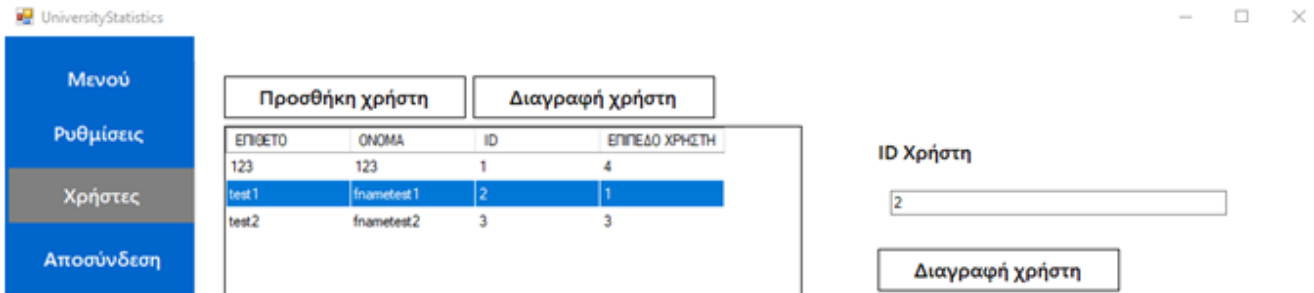 UniversityStatistics
Μενού
Ρυθμίσεις
Χρήστες
Αποσύνδεση
Προσθήκη χρήστη Διαγραφή χρήστη
ΕΠΙΘΕΤΟ ΟΝΟΜΑ ID ΕΠΙΠΕΔΟ ΧΡΗΣΤΗ
123 123 1 4
test1 fnametest1 2 1
test2 fnametest2 3 3
ID Χρήστη
2
Διαγραφή χρήστη